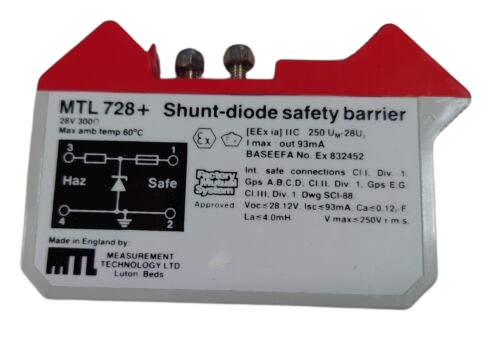 MTL 728+ Shunt-diode safety barrier
28V 300Ω
Max amb temp 60°C
[EEx ia] IIC 250 UM-28U,
I max: out 93mA
BASEEFA No. Ex 832452
Ex
Ex
3
1
Haz
Safe
4
2
Factory
Mutual
System
Approved
Int. safe connections Cl.I, Div. 1.
Gps A.B.C.D. Cl.II. Div. 1. Gps E.G.
Cl.III. Div. 1. Dwg SCI-88.
Voc≤28.12V. Isc≤93mA. Ca≤0.12,·F
La≤4.0mH. V max≤250V r m s.
Made in England by:
MTL
MEASUREMENT
TECHNOLOGY LTD
Luton. Beds